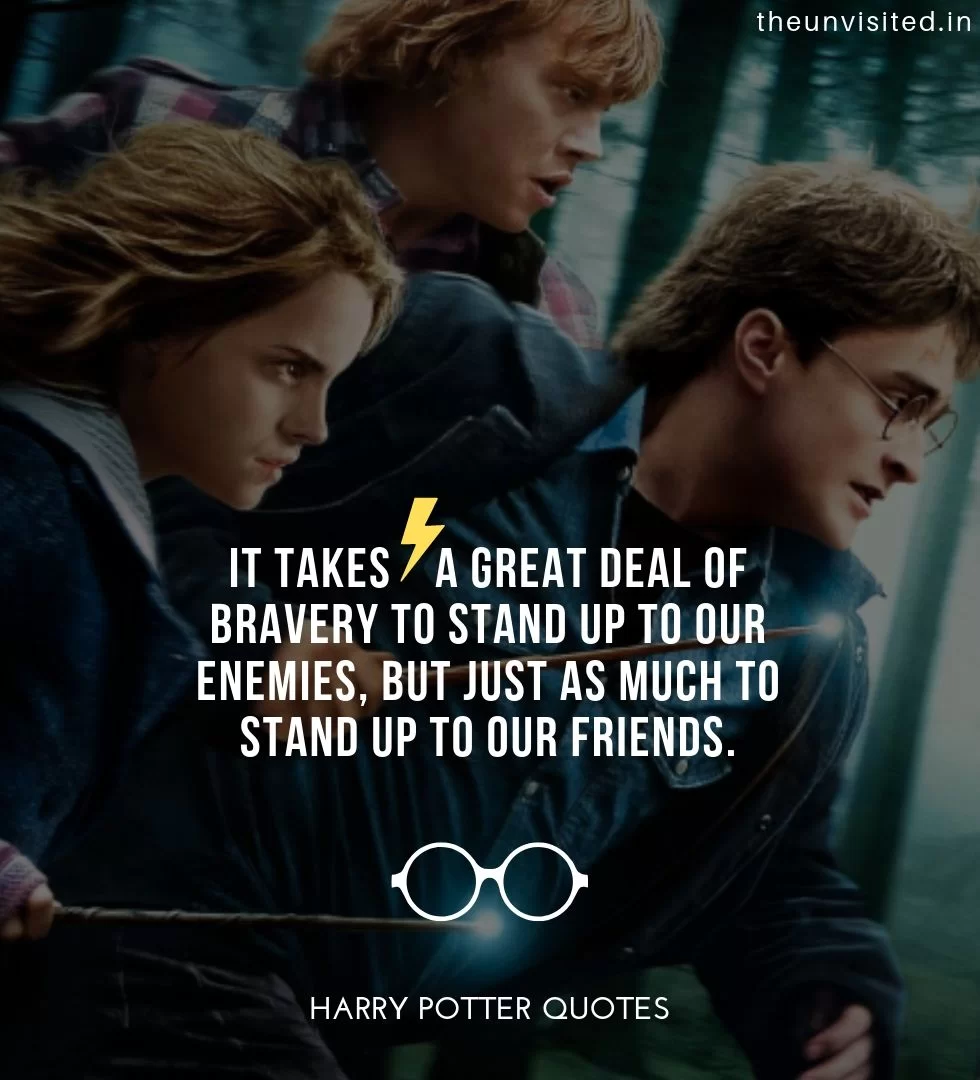 theunvisited.in
IT TAKES A GREAT DEAL OF
BRAVERY TO STAND UP TO OUR
ENEMIES, BUT JUST AS MUCH TO
STAND UP TO OUR FRIENDS.
HARRY POTTER QUOTES